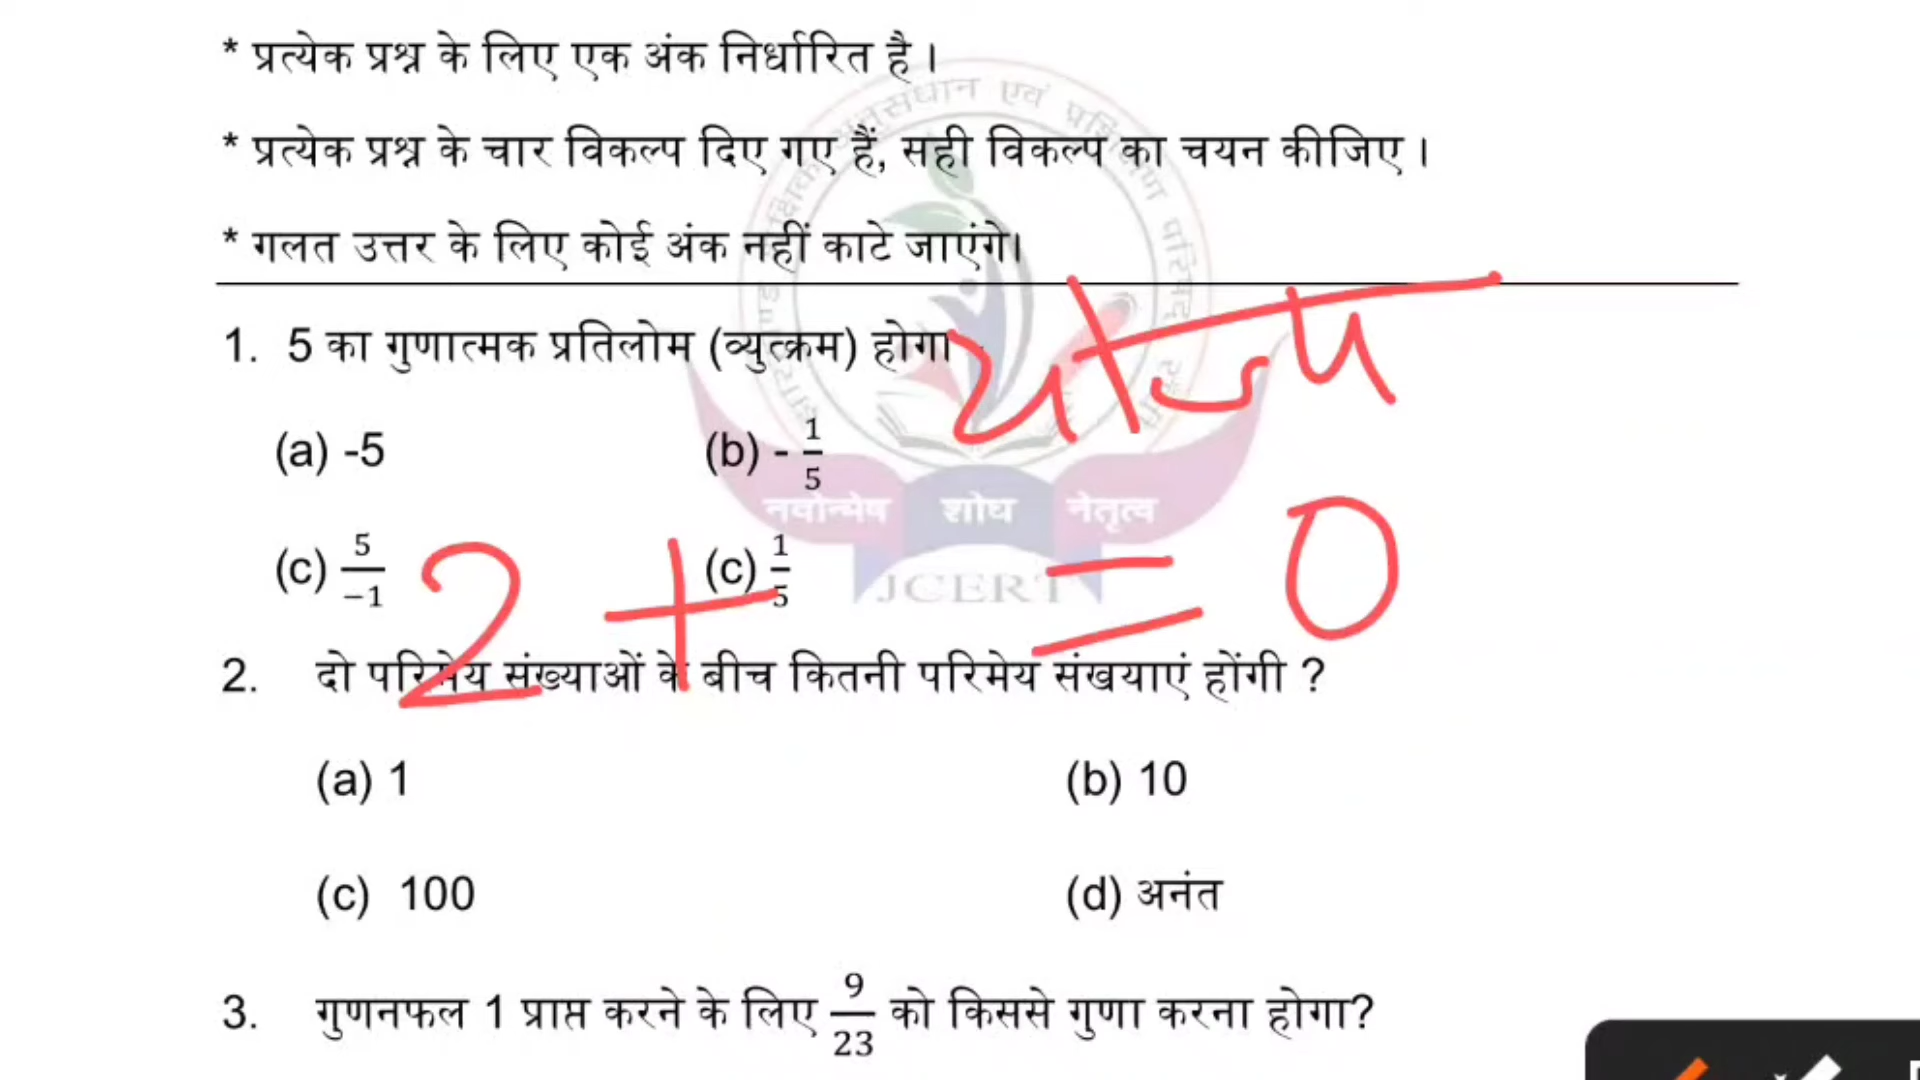 * प्रत्येक प्रश्न के लिए एक अंक निर्धारित है ।
* प्रत्येक प्रश्न के चार विकल्प दिए गए हैं, सही विकल्प का चयन कीजिए ।
* गलत उत्तर के लिए कोई अंक नहीं काटे जाएंगे।
1. 5 का गुणात्मक प्रतिलोम (व्युत्क्रम) होगा
(a) -5 (b) - 1/5
(c) 5/−1 (c) 1/5
नवोन्मेष शोध नेतृत्व
JCERT
2 + = 0
2. दो परिमेय संख्याओं के बीच कितनी परिमेय संखयाएं होंगी ?
(a) 1 (b) 10
(c) 100 (d) अनंत
3. गुणनफल 1 प्राप्त करने के लिए 9/23 को किससे गुणा करना होगा?